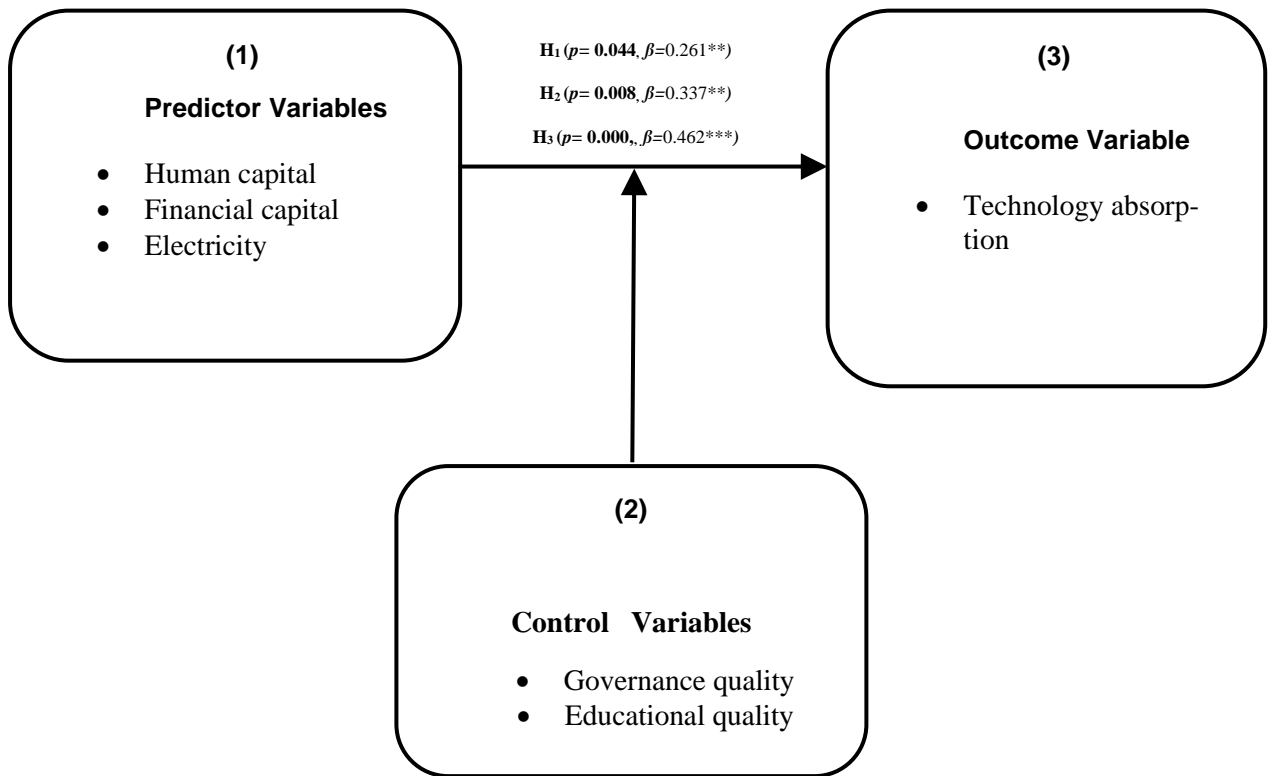 (1)
Predictor Variables
• Human capital
• Financial capital
• Electricity
H₁ (p= 0.044, β=0.261**)
H₂ (p= 0.008, β=0.337**)
H₃ (p= 0.000,, β=0.462***)
(3)
Outcome Variable
• Technology absorp-
tion
(2)
Control Variables
• Governance quality
• Educational quality